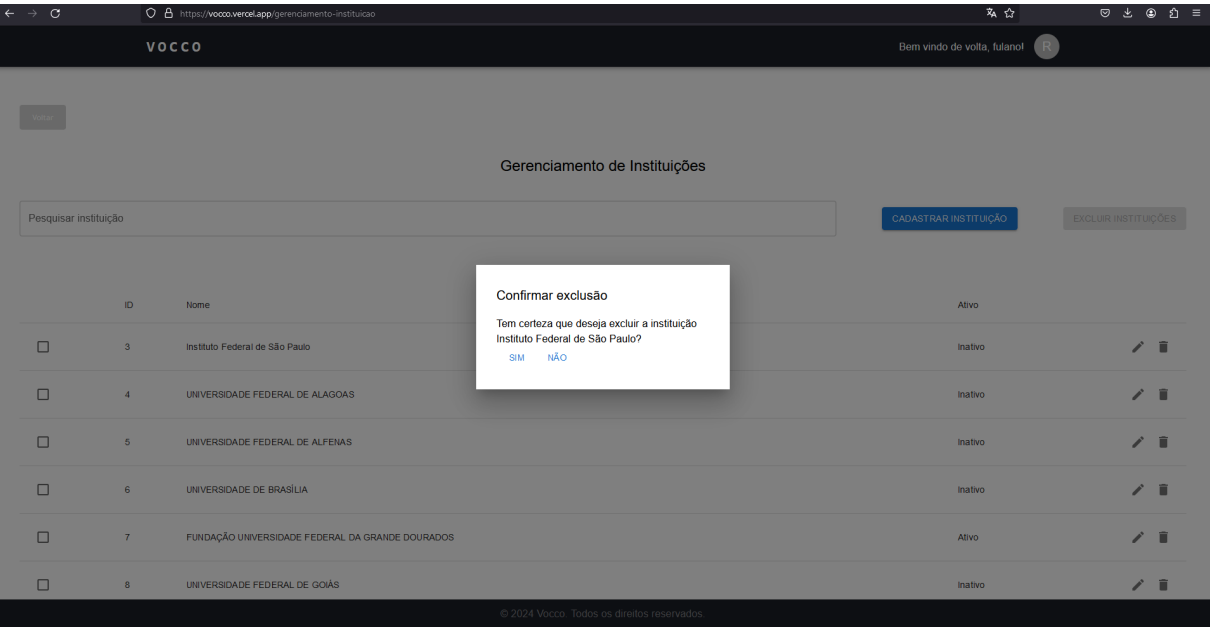 https://vocco.vercel.app/gerenciamento-instituicao
VOCCO
Bem vindo de volta, fulano!
R
Voltar
Gerenciamento de Instituições
Pesquisar instituição
CADASTRAR INSTITUIÇÃO
EXCLUIR INSTITUIÇÕES
Confirmar exclusão
Tem certeza que deseja excluir a instituição
Instituto Federal de São Paulo?
SIM NÃO
ID Nome Ativo
3 Instituto Federal de São Paulo Inativo
4 UNIVERSIDADE FEDERAL DE ALAGOAS Inativo
5 UNIVERSIDADE FEDERAL DE ALFENAS Inativo
6 UNIVERSIDADE DE BRASÍLIA Inativo
7 FUNDAÇÃO UNIVERSIDADE FEDERAL DA GRANDE DOURADOS Ativo
8 UNIVERSIDADE FEDERAL DE GOIÁS Inativo
© 2024 Vocco. Todos os direitos reservados.